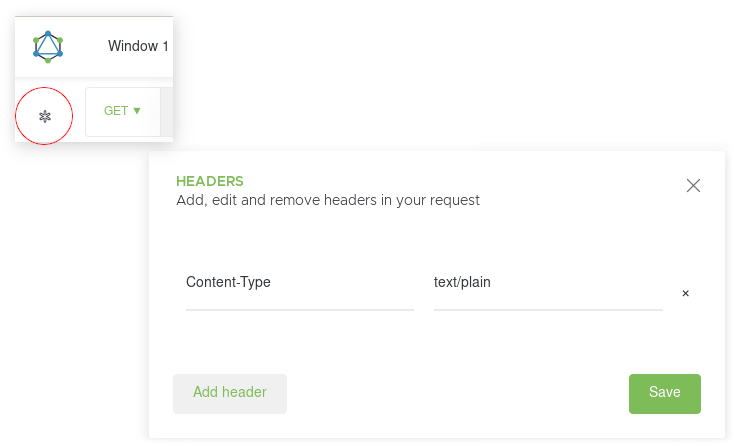 Window 1
GET ▼
HEADERS
Add, edit and remove headers in your request
Content-Type
text/plain
×
Add header
Save